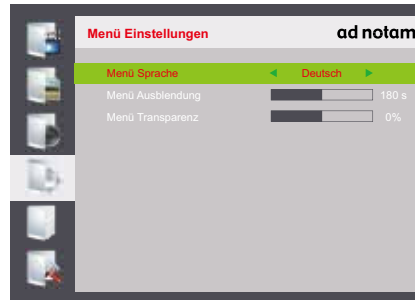 Menü Einstellungen
ad notam
Menü Sprache Deutsch
Menü Ausblendung 180 s
Menü Transparenz 0%